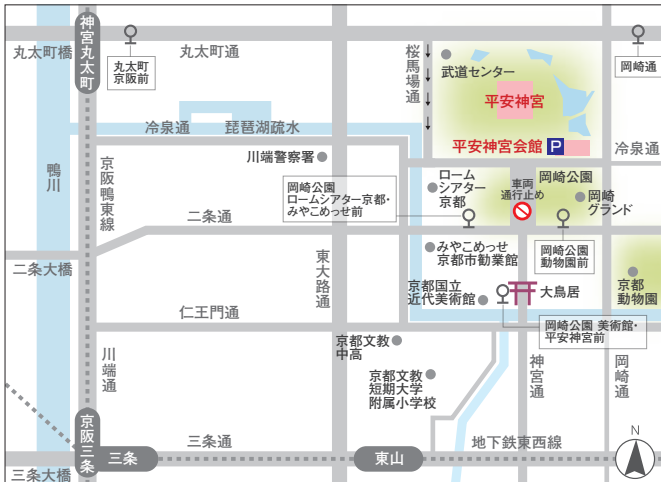 神宮丸太町
丸太町橋
丸太町
京阪前
丸太町通
桜馬場通
武道センター
平安神宮
岡崎通
平安神宮会館 P
冷泉通
琵琶湖疏水
冷泉通
鴨川
京阪鴨東線
川端警察署
岡崎公園
ロームシアター京都・
みやこめっせ前
ローム
シアター
京都
車両
通行止め
岡崎公園
岡崎
グランド
二条通
東大路通
みやこめっせ
京都市勧業館
岡崎公園
動物園前
二条大橋
京都国立
近代美術館
大鳥居
京都
動物園
仁王門通
岡崎公園 美術館・
平安神宮前
川端通
京都文教
中高
京都文教
短期大学
附属小学校
神宮通
岡崎通
京阪三条
三条
三条通
東山
地下鉄東西線
N
三条大橋